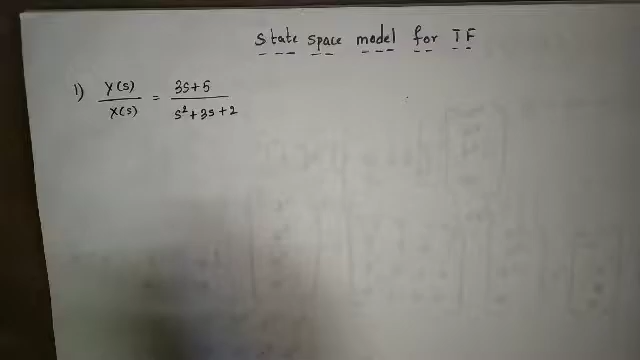 State space model for TF
1) Y(s)/X(s) = 3s+5/s²+3s+2